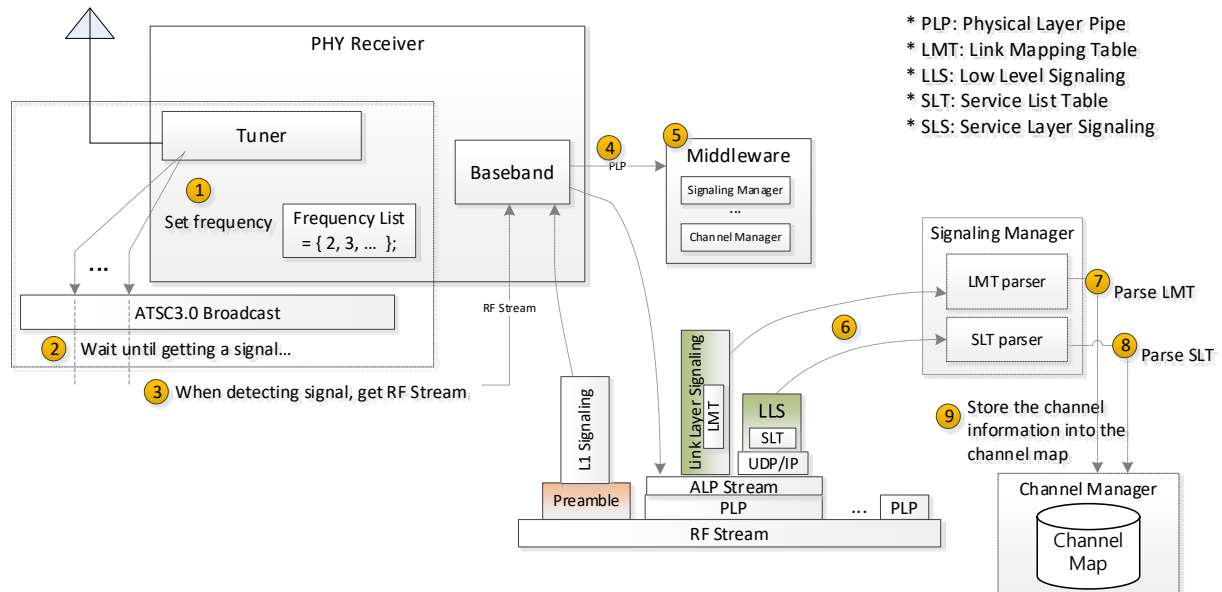 PHY Receiver
* PLP: Physical Layer Pipe
* LMT: Link Mapping Table
* LLS: Low Level Signaling
* SLT: Service List Table
* SLS: Service Layer Signaling
Tuner
1
Set frequency
Frequency List
= { 2, 3, ... };
Baseband
4
PLP
5
Middleware
Signaling Manager
...
Channel Manager
...
ATSC3.0 Broadcast
2
Wait until getting a signal...
3
When detecting signal, get RF Stream
RF Stream
Signaling Manager
LMT parser
7
Parse LMT
6
SLT parser
8
Parse SLT
L1 Signaling
Link Layer Signaling
LMT
LLS
SLT
UDP/IP
9
Store the channel
information into the
channel map
ALP Stream
Preamble
PLP
...
PLP
RF Stream
Channel Manager
Channel
Map